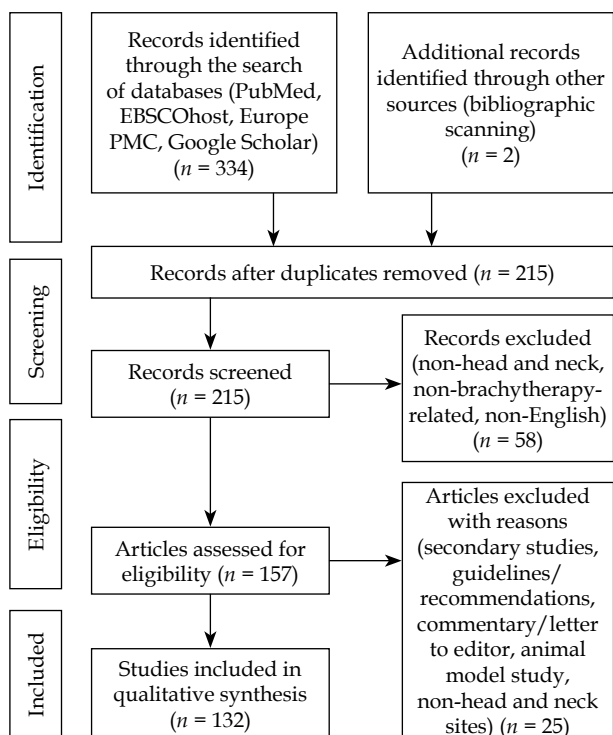 Identification
Records identified
through the search
of databases (PubMed,
EBSCOhost, Europe
PMC, Google Scholar)
(n = 334)
Additional records
identified through other
sources (bibliographic
scanning)
(n = 2)
Records after duplicates removed (n = 215)
Screening
Records screened
(n = 215)
Records excluded
(non-head and neck,
non-brachytherapy-
related, non-English)
(n = 58)
Eligibility
Articles assessed for
eligibility (n = 157)
Articles excluded
with reasons
(secondary studies,
guidelines/
recommendations,
commentary/letter
to editor, animal
model study,
non-head and neck
sites) (n = 25)
Included
Studies included in
qualitative synthesis
(n = 132)